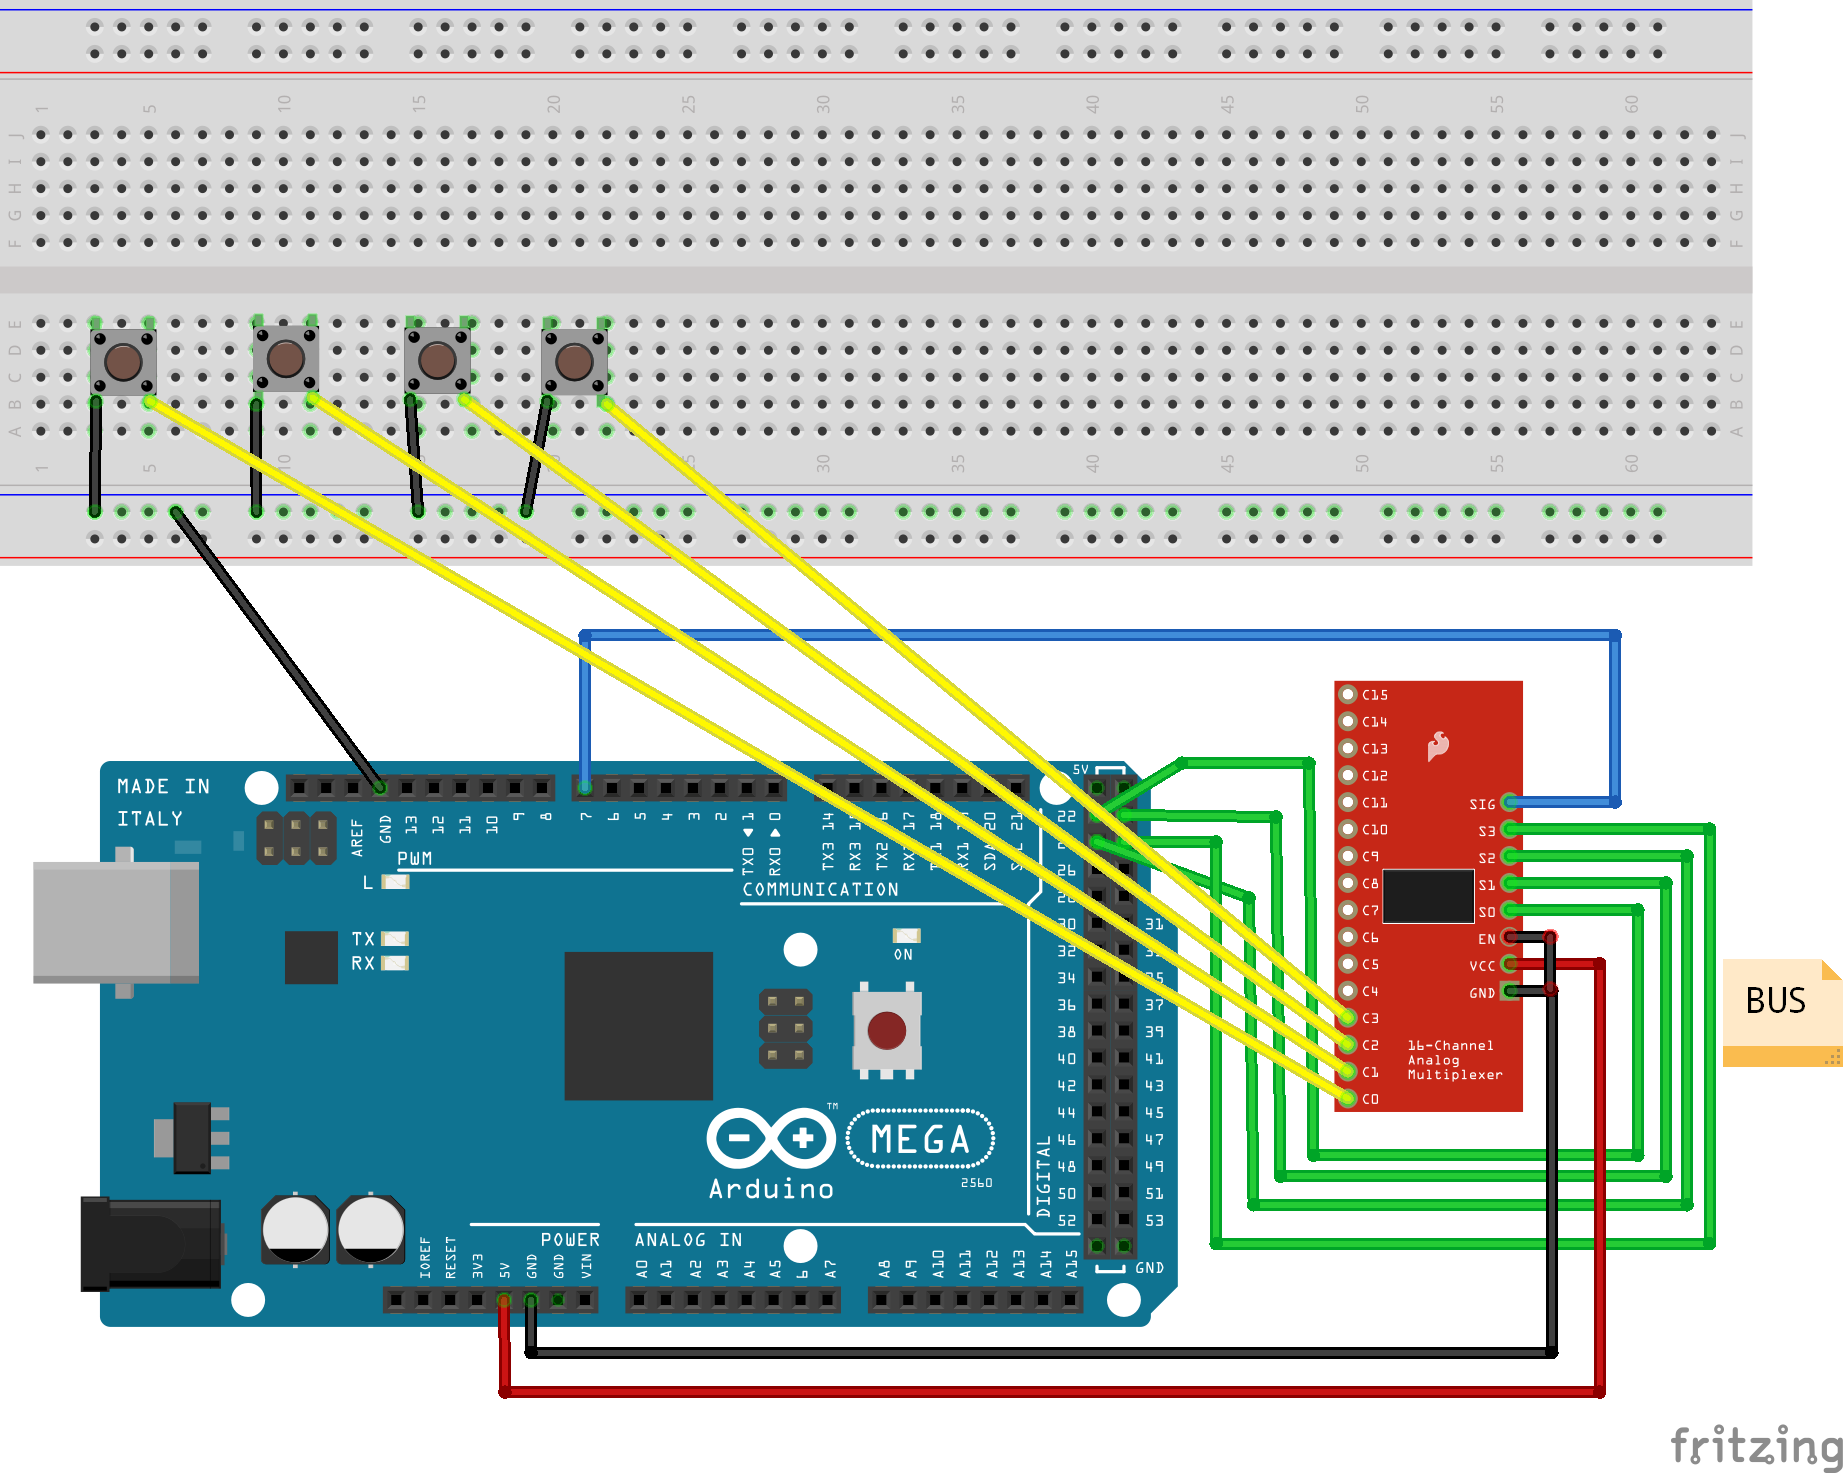 1 5 10 15 20 25 30 35 40 45 50 55 60
J J
I I
H H
G G
F F
E E
D D
C C
B B
A A
1 5 10 15 20 25 30 35 40 45 50 55 60
MADE IN
ITALY
AREF GND 13 12 11 10 9 8
7 6 5 4 3 2 TX0 1 RX0 0
TX3 14 RX3 15 TX2 16 RX2 17 18 19 SDA 20 21
PWM
COMMUNICATION
L
TX
RX
ON
5V
22
26
30 31
32
34 35
36 37
38 39
40 41
42 43
44 45
46 47
48 49
50 51
52 53
DIGITAL
GND
TM
MEGA
Arduino
2560
POWER
ANALOG IN
IOREF RESET 3V3 5V GND GND VIN
A0 A1 A2 A3 A4 A5 6 A7
A8 A9 A10 A11 A12 A13 A14 A15
C15
C14
C13
C12
C11
C10
C9
C8
C7
C6
C5
C4
C3
C2
C1
C0
SIG
S3
S2
S1
S0
EN
VCC
GND
16-Channel
Analog
Multiplexer
BUS
fritzing